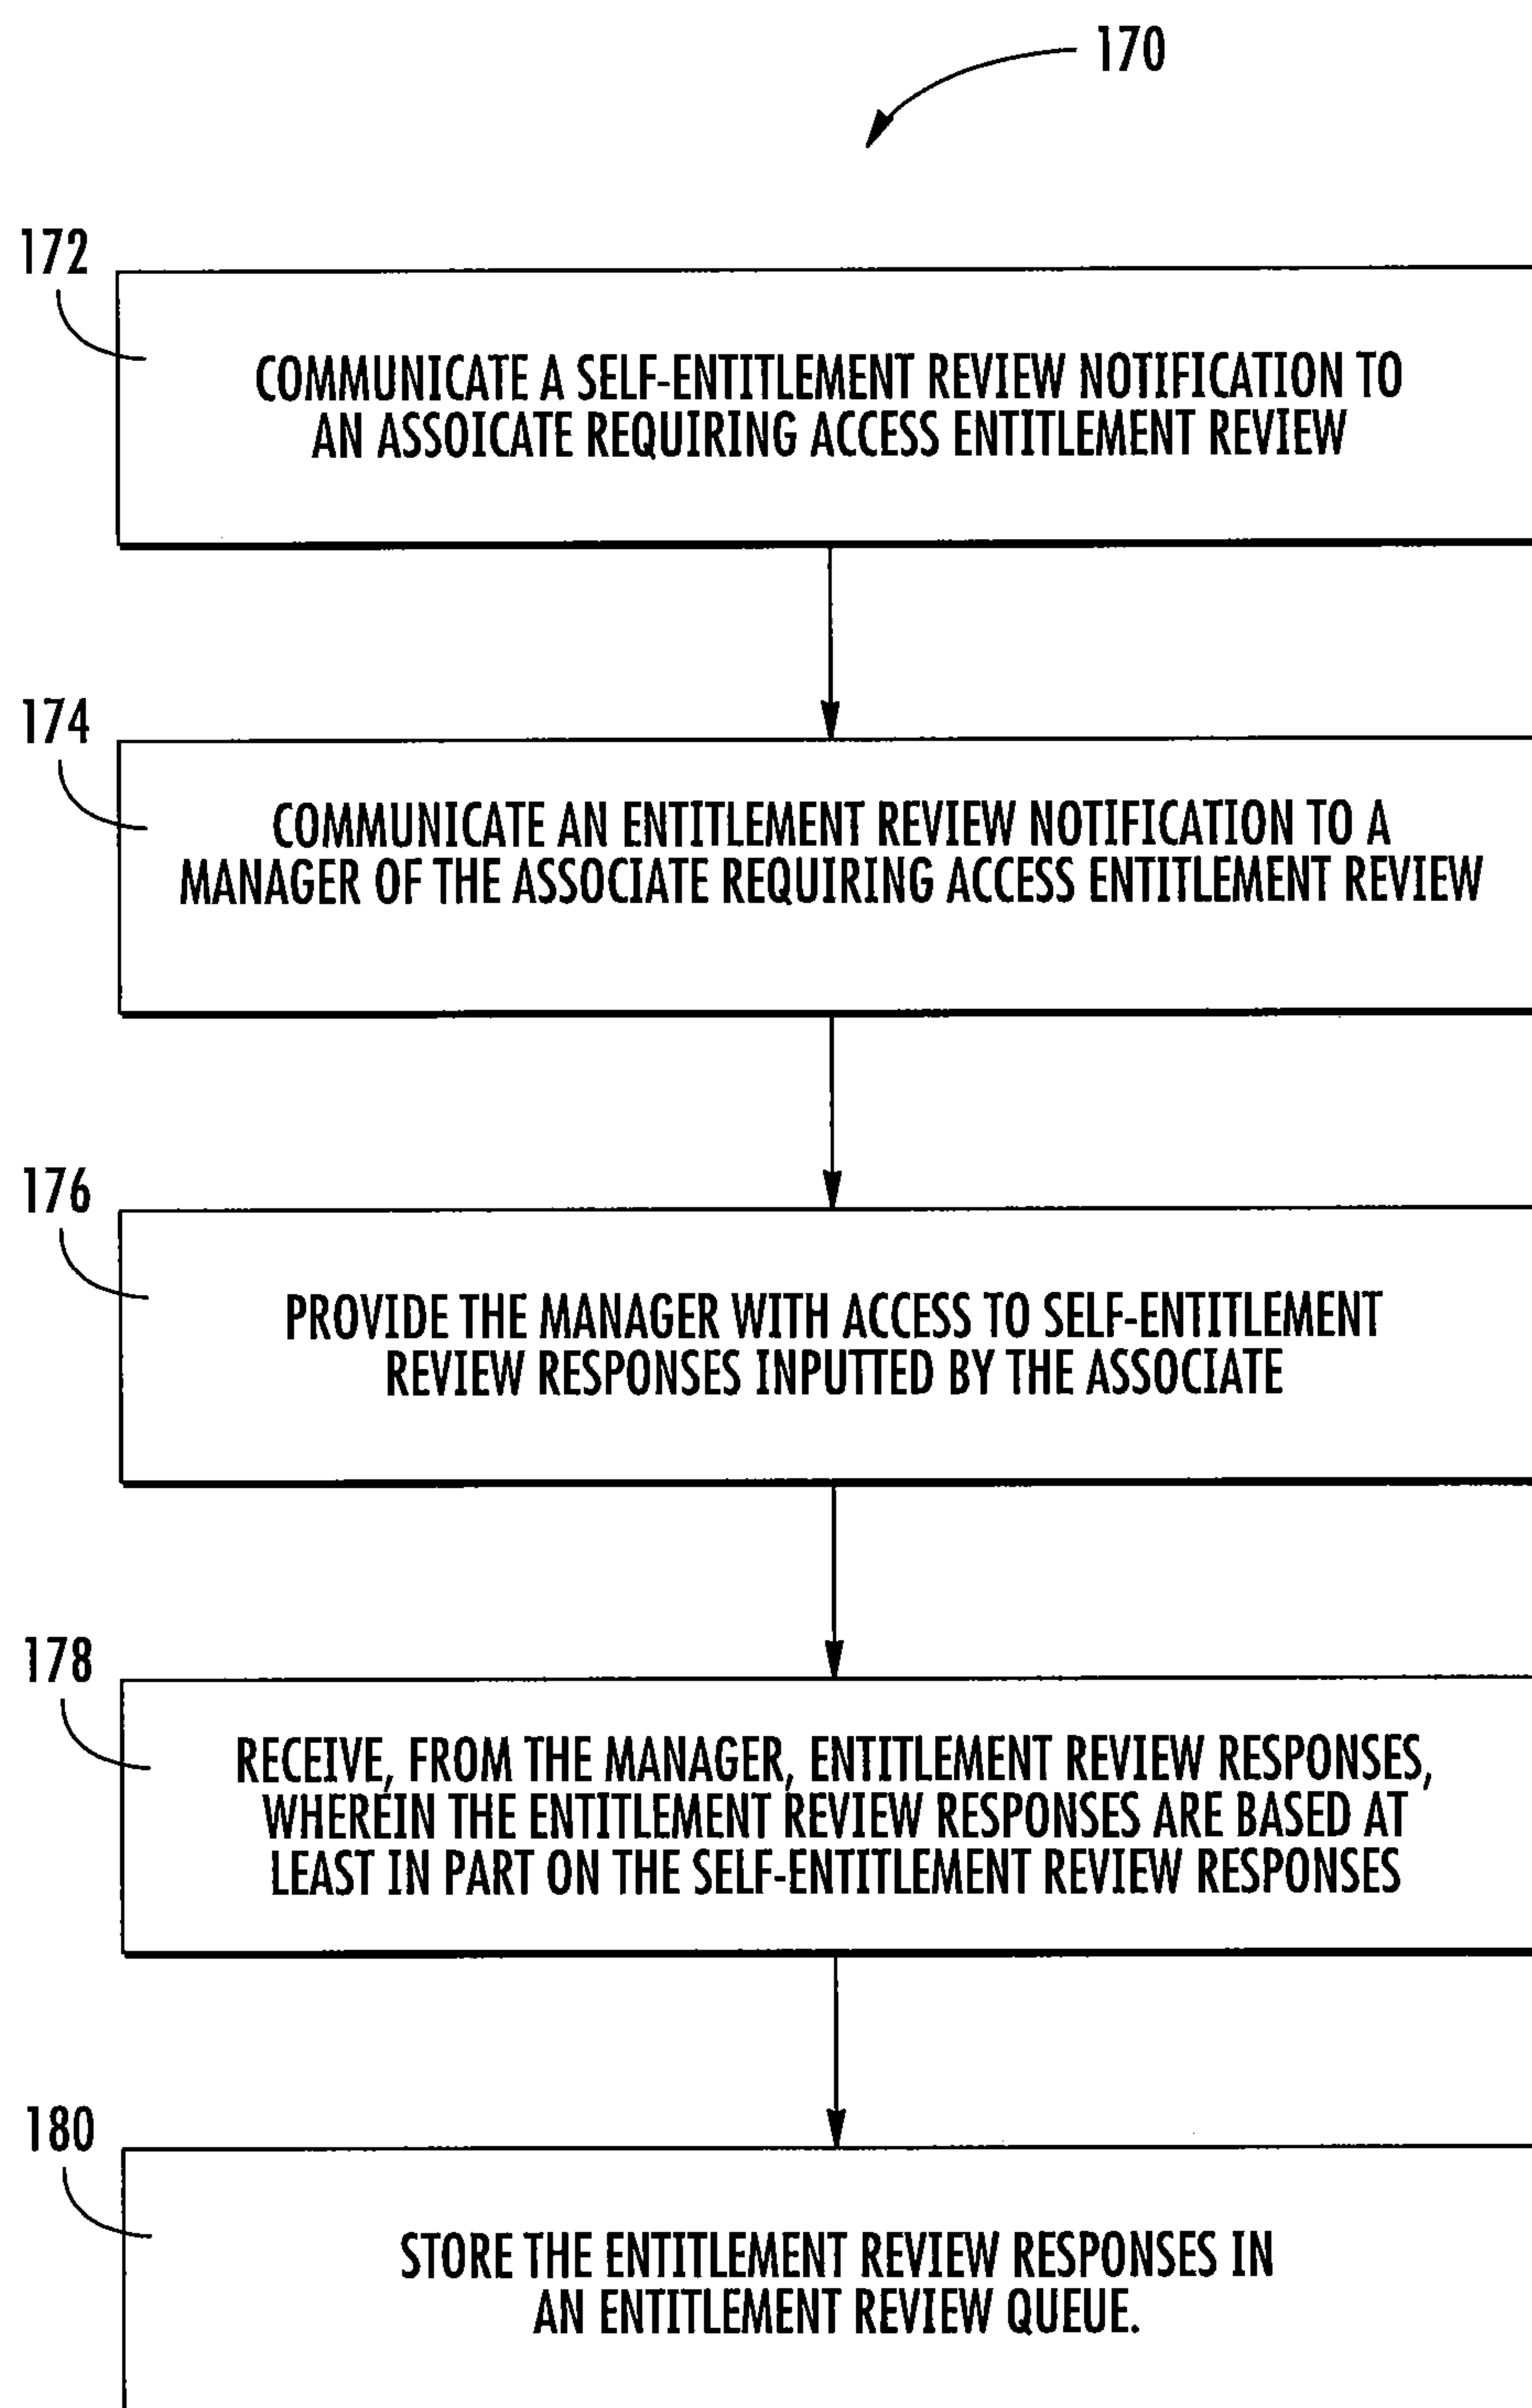 170
172
COMMUNICATE A SELF-ENTITLEMENT REVIEW NOTIFICATION TO
AN ASSOICATE REQUIRING ACCESS ENTITLEMENT REVIEW
174
COMMUNICATE AN ENTITLEMENT REVIEW NOTIFICATION TO A
MANAGER OF THE ASSOCIATE REQUIRING ACCESS ENTITLEMENT REVIEW
176
PROVIDE THE MANAGER WITH ACCESS TO SELF-ENTITLEMENT
REVIEW RESPONSES INPUTTED BY THE ASSOCIATE
178
RECEIVE, FROM THE MANAGER, ENTITLEMENT REVIEW RESPONSES,
WHEREIN THE ENTITLEMENT REVIEW RESPONSES ARE BASED AT
LEAST IN PART ON THE SELF-ENTITLEMENT REVIEW RESPONSES
180
STORE THE ENTITLEMENT REVIEW RESPONSES IN
AN ENTITLEMENT REVIEW QUEUE.